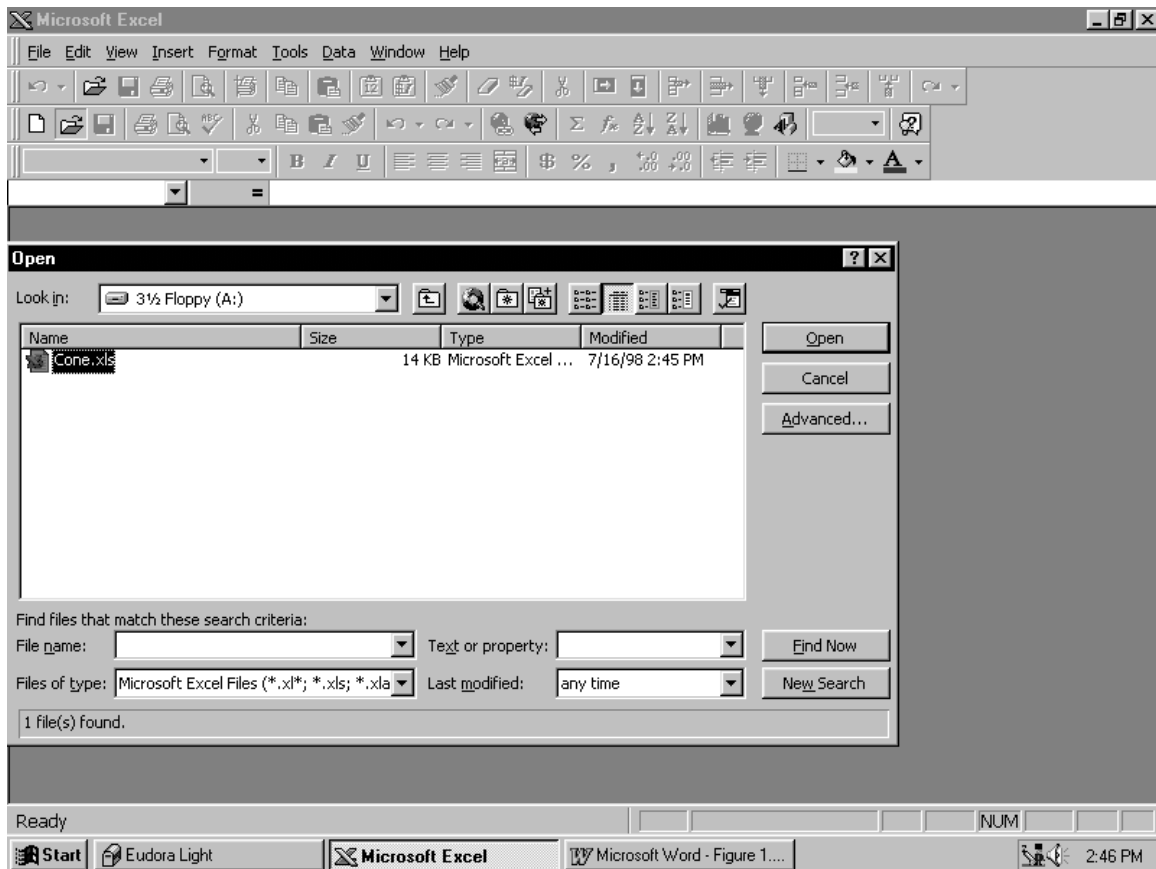 Microsoft Excel
File Edit View Insert Format Tools Data Window Help
B I U $ % ,
=
Open
Look in: 3½ Floppy (A:)
Name Size Type Modified
Cone.xls 14 KB Microsoft Excel ... 7/16/98 2:45 PM
Open
Cancel
Advanced...
Find files that match these search criteria:
File name: Text or property: Find Now
Files of type: Microsoft Excel Files (*.xl*; *.xls; *.xla Last modified: any time New Search
1 file(s) found.
Ready NUM
Start Eudora Light Microsoft Excel Microsoft Word - Figure 1.... 2:46 PM